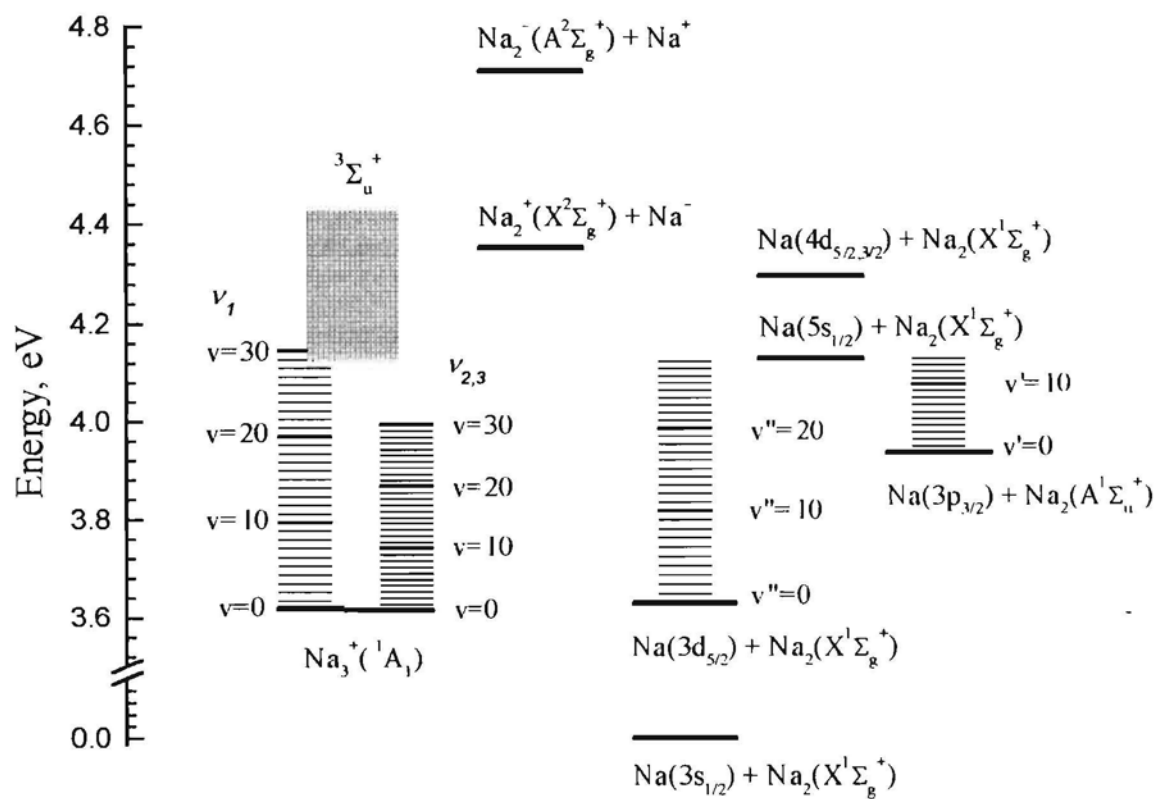 4.8
4.6
4.4
4.2
4.0
3.8
3.6
0.0
Energy, eV
Na₂⁻(A²Σg⁺) + Na⁺
³Σu⁺
Na₂⁺(X²Σg⁺) + Na⁻
Na(4d5/2,3/2) + Na₂(X¹Σg⁺)
ν₁
Na(5s1/2) + Na₂(X¹Σg⁺)
v=30
ν2,3
v'=10
v=30
v=20
v''=20
v'=0
v=20
Na(3p3/2) + Na₂(A¹Σu⁺)
v=10
v''=10
v=10
v=0
v=0
v''=0
Na₃⁺(¹A₁)
Na(3d5/2) + Na₂(X¹Σg⁺)
Na(3s1/2) + Na₂(X¹Σg⁺)